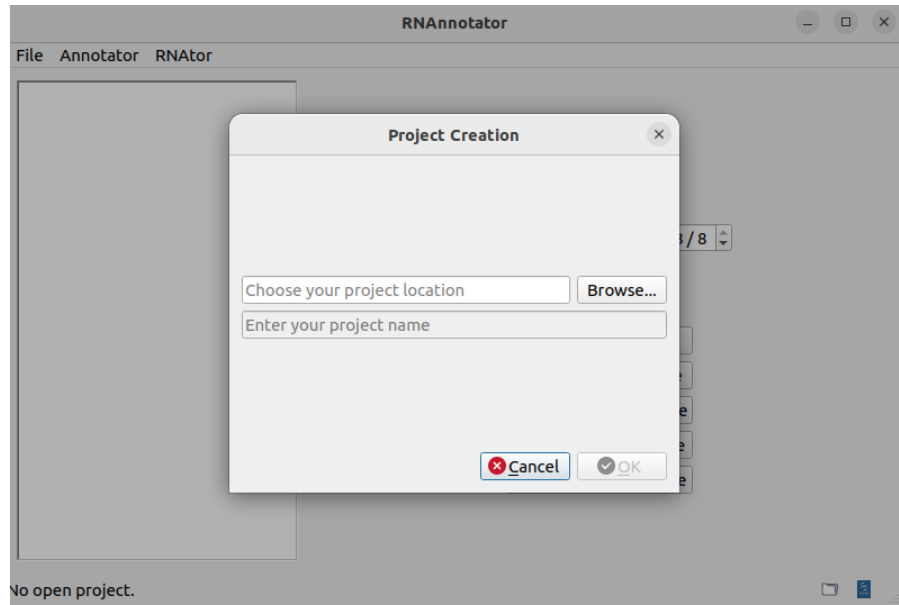 RNAnnotator
File Annotator RNAtor
Project Creation
/ 8
Choose your project location Browse...
Enter your project name
e
e
e
Cancel OK
e
No open project.